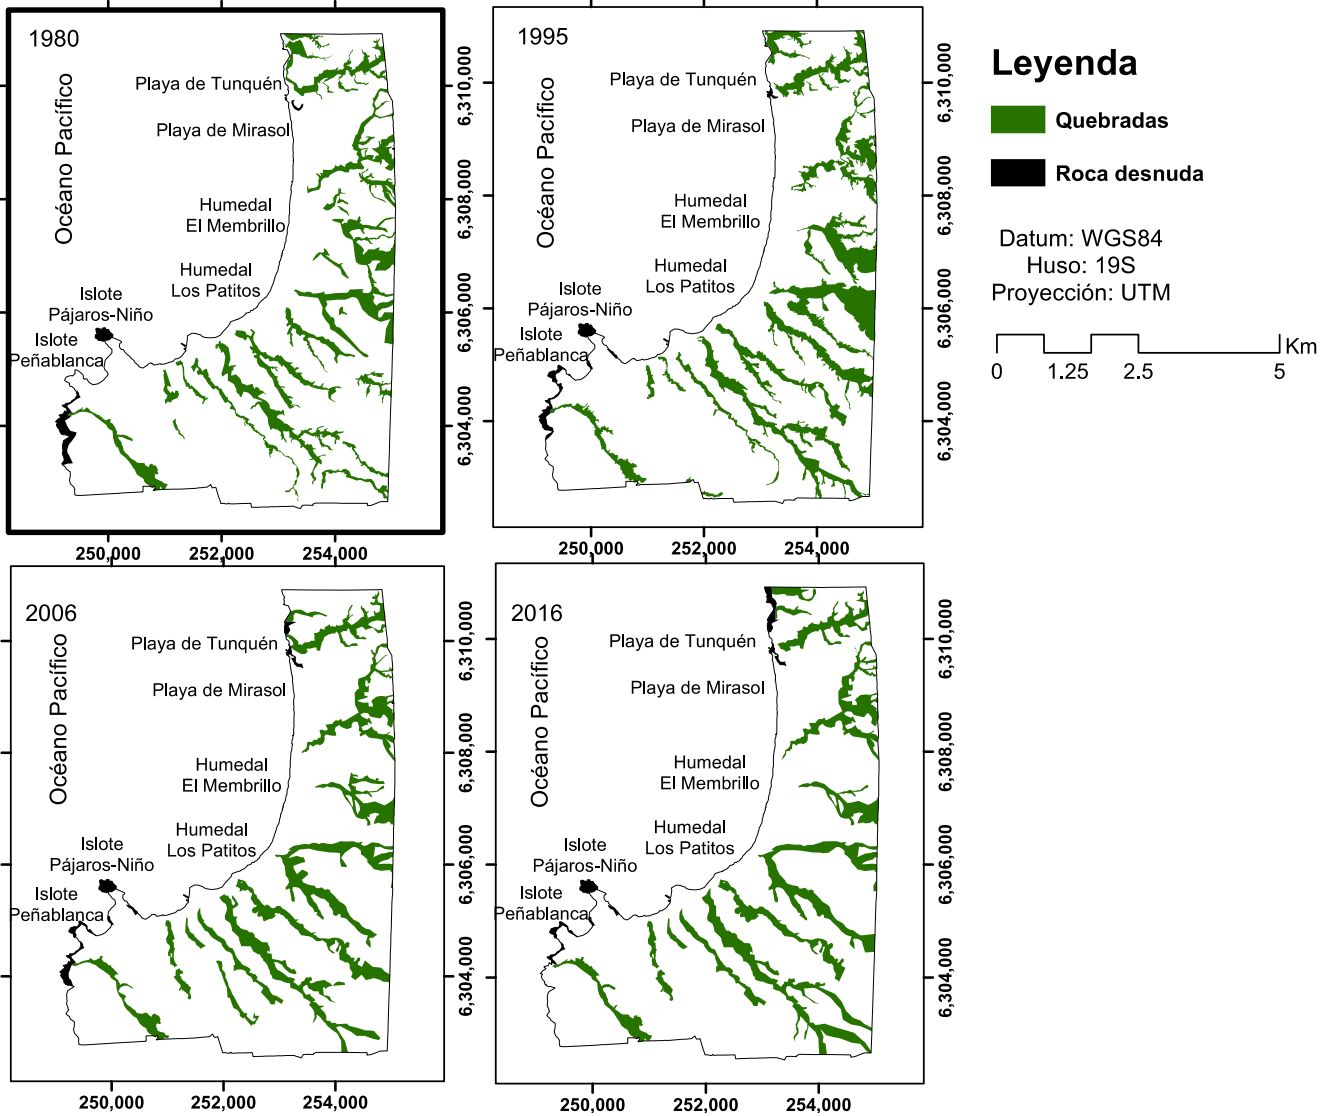 1980
Océano Pacífico
Playa de Tunquén
Playa de Mirasol
Humedal
El Membrillo
Humedal
Los Patitos
Islote
Pájaros-Niño
Islote
Peñablanca
6,310,000
6,308,000
6,306,000
6,304,000
250,000
252,000
254,000
1995
Océano Pacífico
Playa de Tunquén
Playa de Mirasol
Humedal
El Membrillo
Humedal
Los Patitos
Islote
Pájaros-Niño
Islote
Peñablanca
6,310,000
6,308,000
6,306,000
6,304,000
250,000
252,000
254,000
Leyenda
Quebradas
Roca desnuda
Datum: WGS84
Huso: 19S
Proyección: UTM
Km
0
1.25
2.5
5
2006
Océano Pacífico
Playa de Tunquén
Playa de Mirasol
Humedal
El Membrillo
Humedal
Los Patitos
Islote
Pájaros-Niño
Islote
Peñablanca
6,310,000
6,308,000
6,306,000
6,304,000
250,000
252,000
254,000
2016
Océano Pacífico
Playa de Tunquén
Playa de Mirasol
Humedal
El Membrillo
Humedal
Los Patitos
Islote
Pájaros-Niño
Islote
Peñablanca
6,310,000
6,308,000
6,306,000
6,304,000
250,000
252,000
254,000